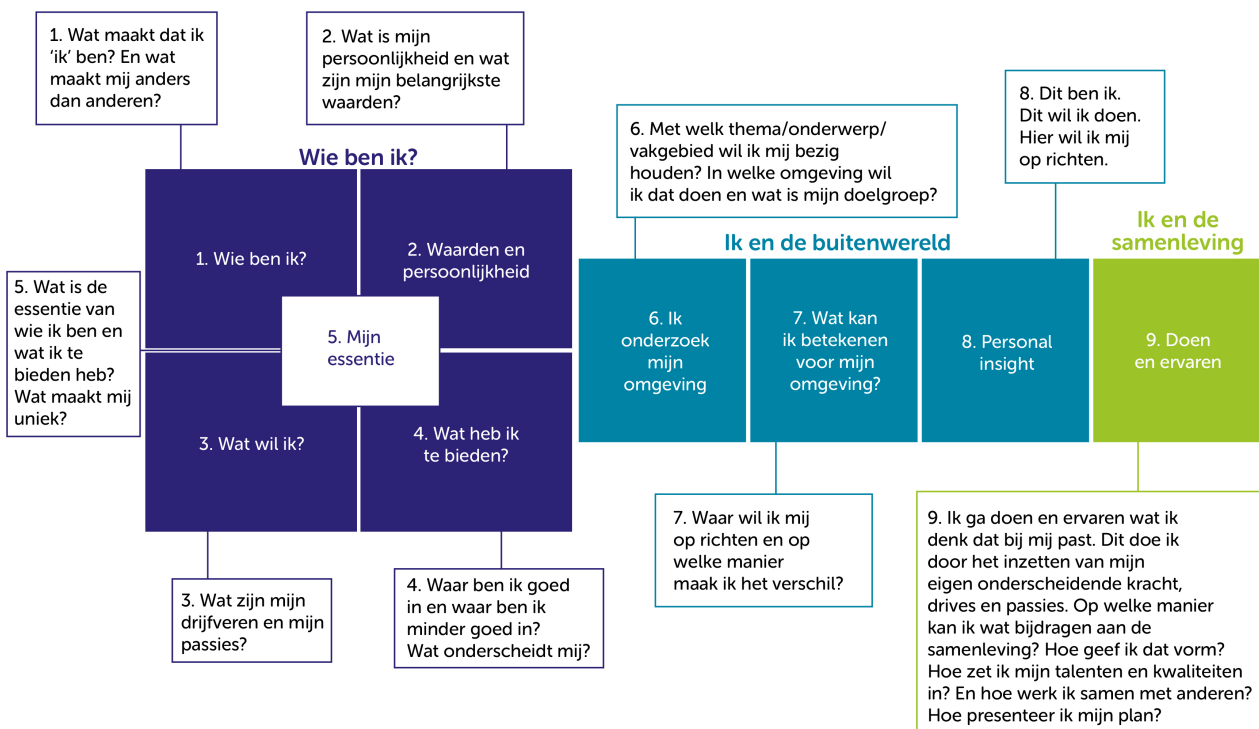 1. Wat maakt dat ik
‘ik’ ben? En wat
maakt mij anders
dan anderen?
2. Wat is mijn
persoonlijkheid en wat
zijn mijn belangrijkste
waarden?
Wie ben ik?
1. Wie ben ik?
2. Waarden en
persoonlijkheid
5. Wat is de
essentie van
wie ik ben en
wat ik te
bieden heb?
Wat maakt mij
uniek?
5. Mijn
essentie
3. Wat wil ik?
4. Wat heb ik
te bieden?
3. Wat zijn mijn
drijfveren en mijn
passies?
4. Waar ben ik goed
in en waar ben ik
minder goed in?
Wat onderscheidt mij?
6. Met welk thema/onderwerp/
vakgebied wil ik mij bezig
houden? In welke omgeving wil
ik dat doen en wat is mijn doelgroep?
8. Dit ben ik.
Dit wil ik doen.
Hier wil ik mij
op richten.
Ik en de buitenwereld
Ik en de
samenleving
6. Ik
onderzoek
mijn
omgeving
7. Wat kan
ik betekenen
voor mijn
omgeving?
8. Personal
insight
9. Doen
en ervaren
7. Waar wil ik mij
op richten en op
welke manier
maak ik het verschil?
9. Ik ga doen en ervaren wat ik
denk dat bij mij past. Dit doe ik
door het inzetten van mijn
eigen onderscheidende kracht,
drives en passies. Op welke manier
kan ik wat bijdragen aan de
samenleving? Hoe geef ik dat vorm?
Hoe zet ik mijn talenten en kwaliteiten
in? En hoe werk ik samen met anderen?
Hoe presenteer ik mijn plan?